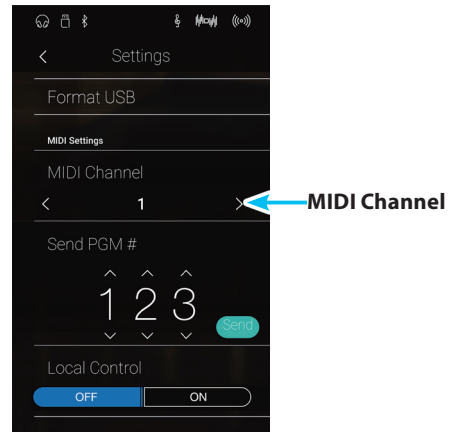 Settings
Format USB
MIDI Settings
MIDI Channel
1
MIDI Channel
Send PGM #
1 2 3
Send
Local Control
OFF ON